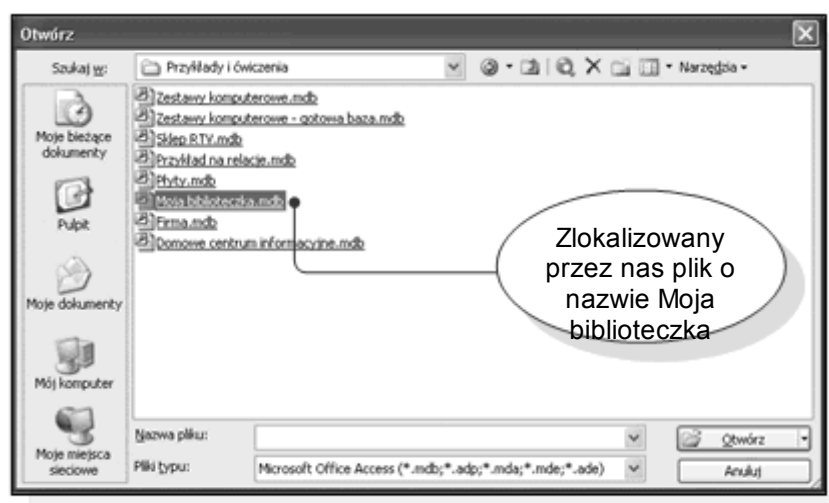 Otwórz
Szukaj w:
Przykłady i ćwiczenia
Narzędzia
Zestawy komputerowe.mdb
Zestawy komputerowe - gotowa baza.mdb
Sklep RTV.mdb
Przykład na relacje.mdb
Płyty.mdb
Moja biblioteczka.mdb
Firma.mdb
Domowe centrum informacyjne.mdb
Moje bieżące
dokumenty
Pulpit
Moje dokumenty
Mój komputer
Moje miejsca
sieciowe
Zlokalizowany
przez nas plik o
nazwie Moja
biblioteczka
Nazwa pliku:
Otwórz
Pliki typu:
Microsoft Office Access (*.mdb;*.adp;*.mda;*.mde;*.ade)
Anuluj